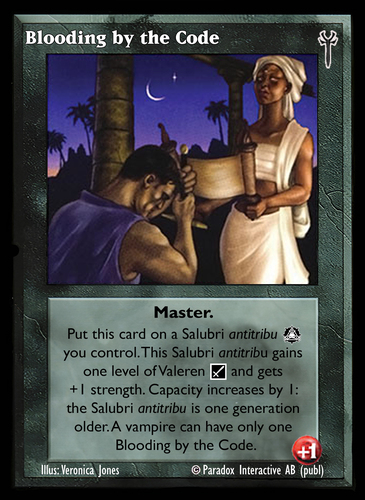 Blooding by the Code
Master.
Put this card on a Salubri antitribu
you control. This Salubri antitribu gains
one level of Valeren and gets
+1 strength. Capacity increases by 1:
the Salubri antitribu is one generation
older. A vampire can have only one
Blooding by the Code.
+1
Illus: Veronica Jones © Paradox Interactive AB (publ)